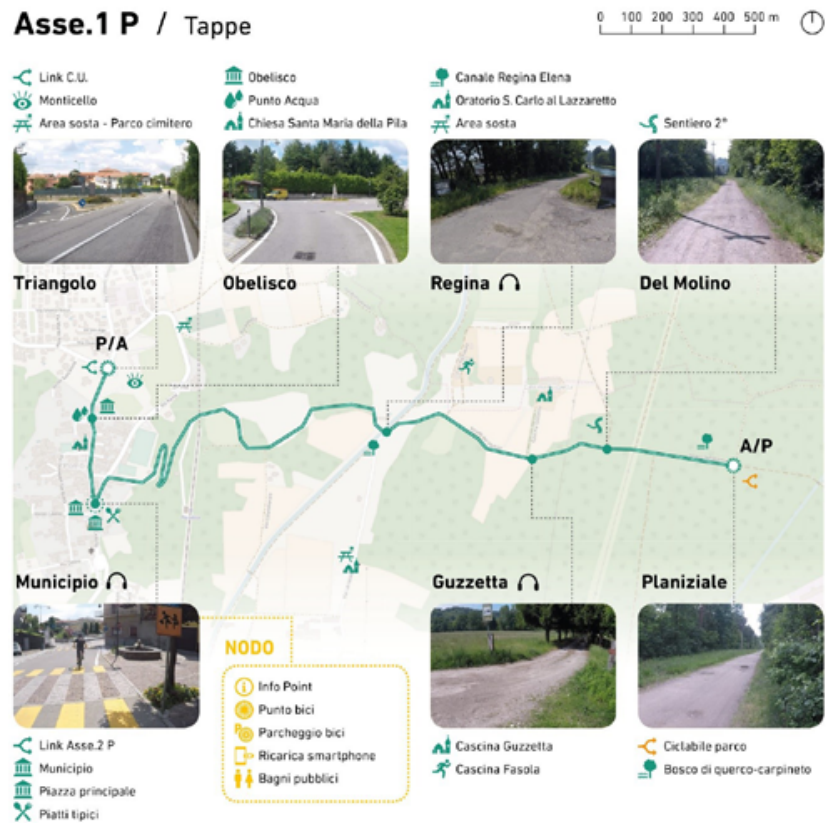 Asse.1 P / Tappe
0 100 200 300 400 500 m
Link C.U.
Monticello
Area sosta - Parco cimitero
Obelisco
Punto Acqua
Chiesa Santa Maria della Pila
Canale Regina Elena
Oratorio S. Carlo al Lazzaretto
Area sosta
Sentiero 2*
Triangolo
Obelisco
Regina
Del Molino
P/A
A/P
Municipio
Guzzetta
Planiziale
NODO
Info Point
Punto bici
Parcheggio bici
Ricarica smartphone
Bagni pubblici
Link Asse.2 P
Municipio
Piazza principale
Piatti tipici
Cascina Guzzetta
Cascina Fasola
Ciclabile parco
Bosco di querco-carpineto